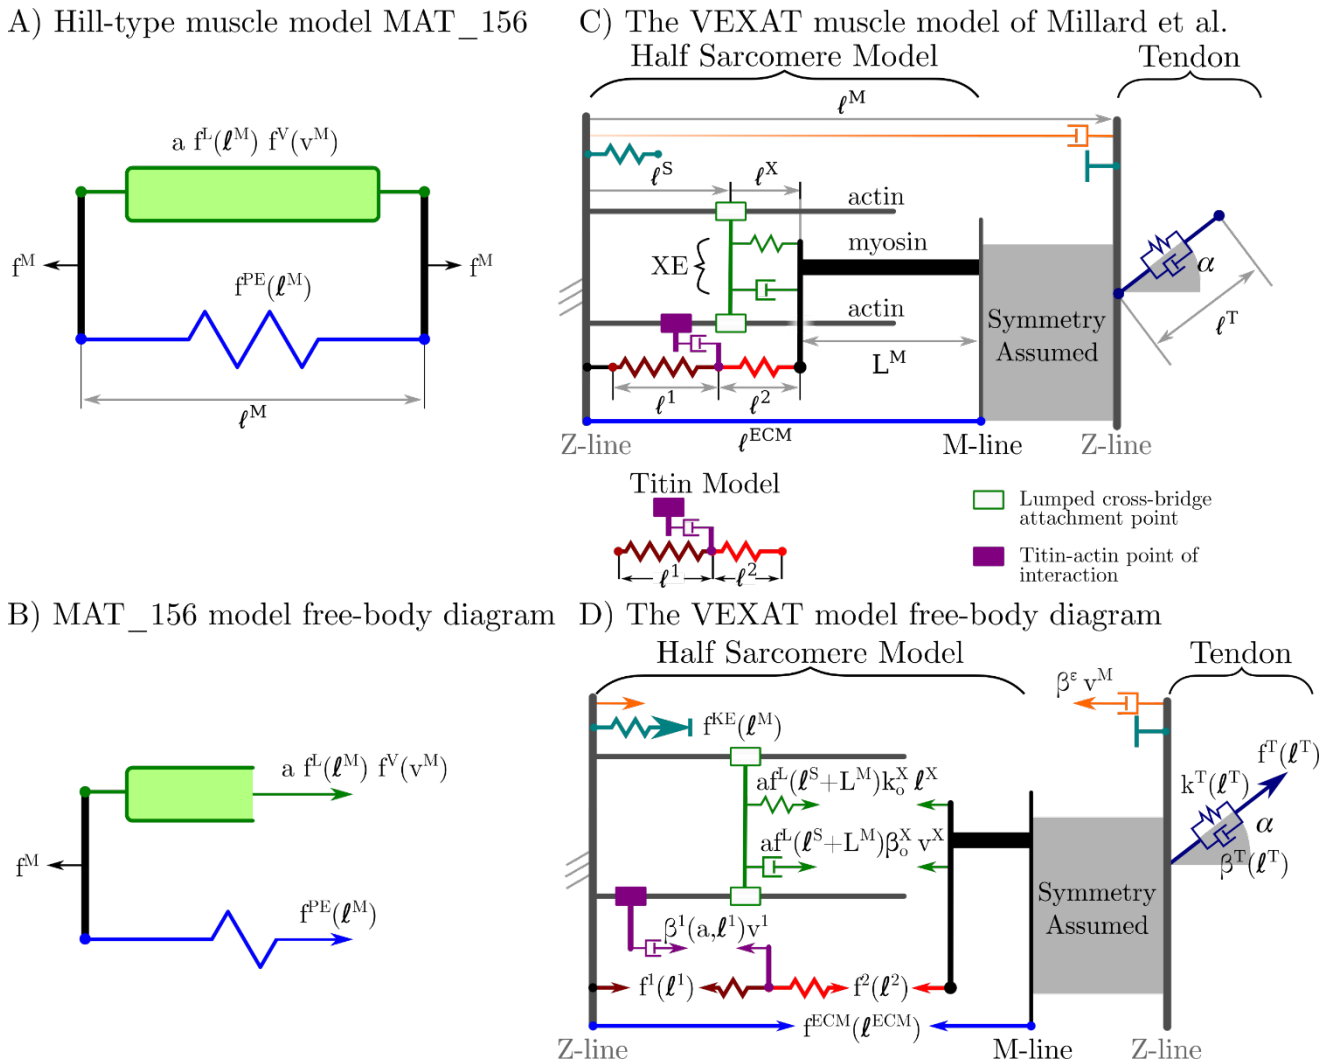 A) Hill-type muscle model MAT_156
a f^L(ℓ^M) f^V(v^M)
f^M
f^M
f^PE(ℓ^M)
ℓ^M
C) The VEXAT muscle model of Millard et al.
Half Sarcomere Model
Tendon
ℓ^M
ℓ^S
ℓ^X
actin
XE
myosin
α
actin
Symmetry
Assumed
ℓ^T
L^M
ℓ^1
ℓ^2
ℓ^ECM
Z-line
M-line
Z-line
Titin Model
ℓ^1
ℓ^2
Lumped cross-bridge
attachment point
Titin-actin point of
interaction
B) MAT_156 model free-body diagram
a f^L(ℓ^M) f^V(v^M)
f^M
f^PE(ℓ^M)
D) The VEXAT model free-body diagram
Half Sarcomere Model
Tendon
β^ε v^M
f^KE(ℓ^M)
f^T(ℓ^T)
af^L(ℓ^S+L^M)k_o^X ℓ^X
k^T(ℓ^T)
α
af^L(ℓ^S+L^M)β_o^X v^X
β^T(ℓ^T)
Symmetry
Assumed
β^1(a,ℓ^1)v^1
f^1(ℓ^1)
f^2(ℓ^2)
f^ECM(ℓ^ECM)
Z-line
M-line
Z-line